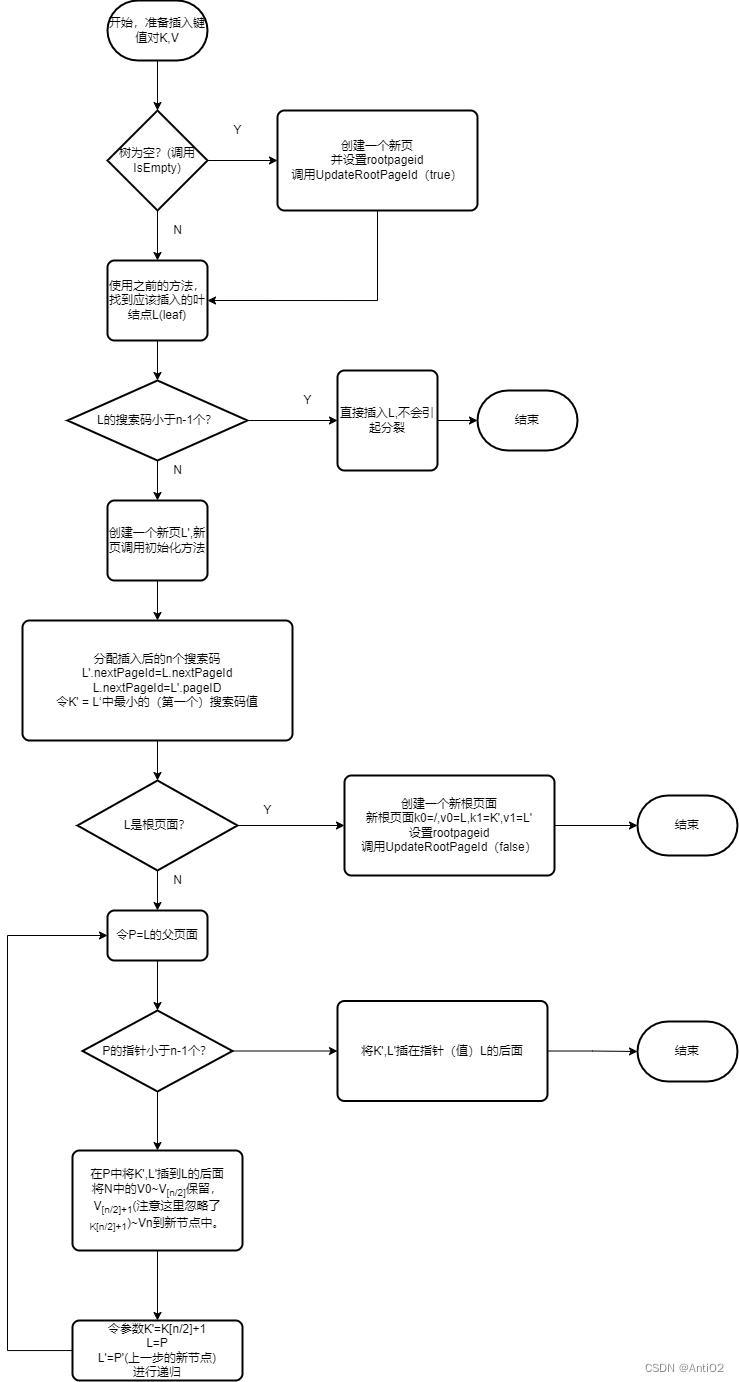 开始，准备插入键
值对K,V
树为空？(调用
IsEmpty)
Y
创建一个新页
并设置rootpageid
调用UpdateRootPageId（true）
N
使用之前的方法，
找到应该插入的叶
结点L(leaf)
L的搜索码小于n-1个？
Y
直接插入L,不会引
起分裂
结束
N
创建一个新页L',新
页调用初始化方法
分配插入后的n个搜索码
L'.nextPageId=L.nextPageId
L.nextPageId=L'.pageID
令K' = L‘中最小的（第一个）搜索码值
L是根页面？
Y
创建一个新根页面
新根页面k0=/,v0=L,k1=K',v1=L'
设置rootpageid
调用UpdateRootPageId（false）
结束
N
令P=L的父页面
P的指针小于n-1个？
将K',L'插在指针（值）L的后面
结束
在P中将K',L'插到L的后面
将N中的V0~V[n/2]保留，
V[n/2]+1(注意这里忽略了
K[n/2]+1)~Vn到新节点中。
令参数K'=K[n/2]+1
L=P
L'=P'(上一步的新节点)
进行递归
CSDN @AntiO2